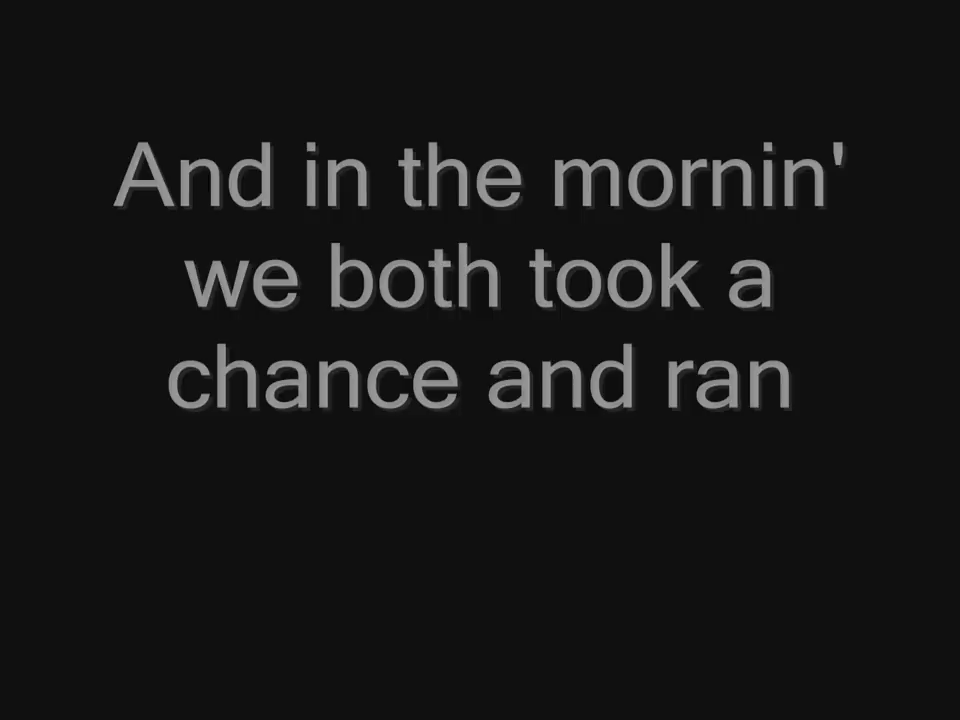 And in the mornin'
we both took a
chance and ran